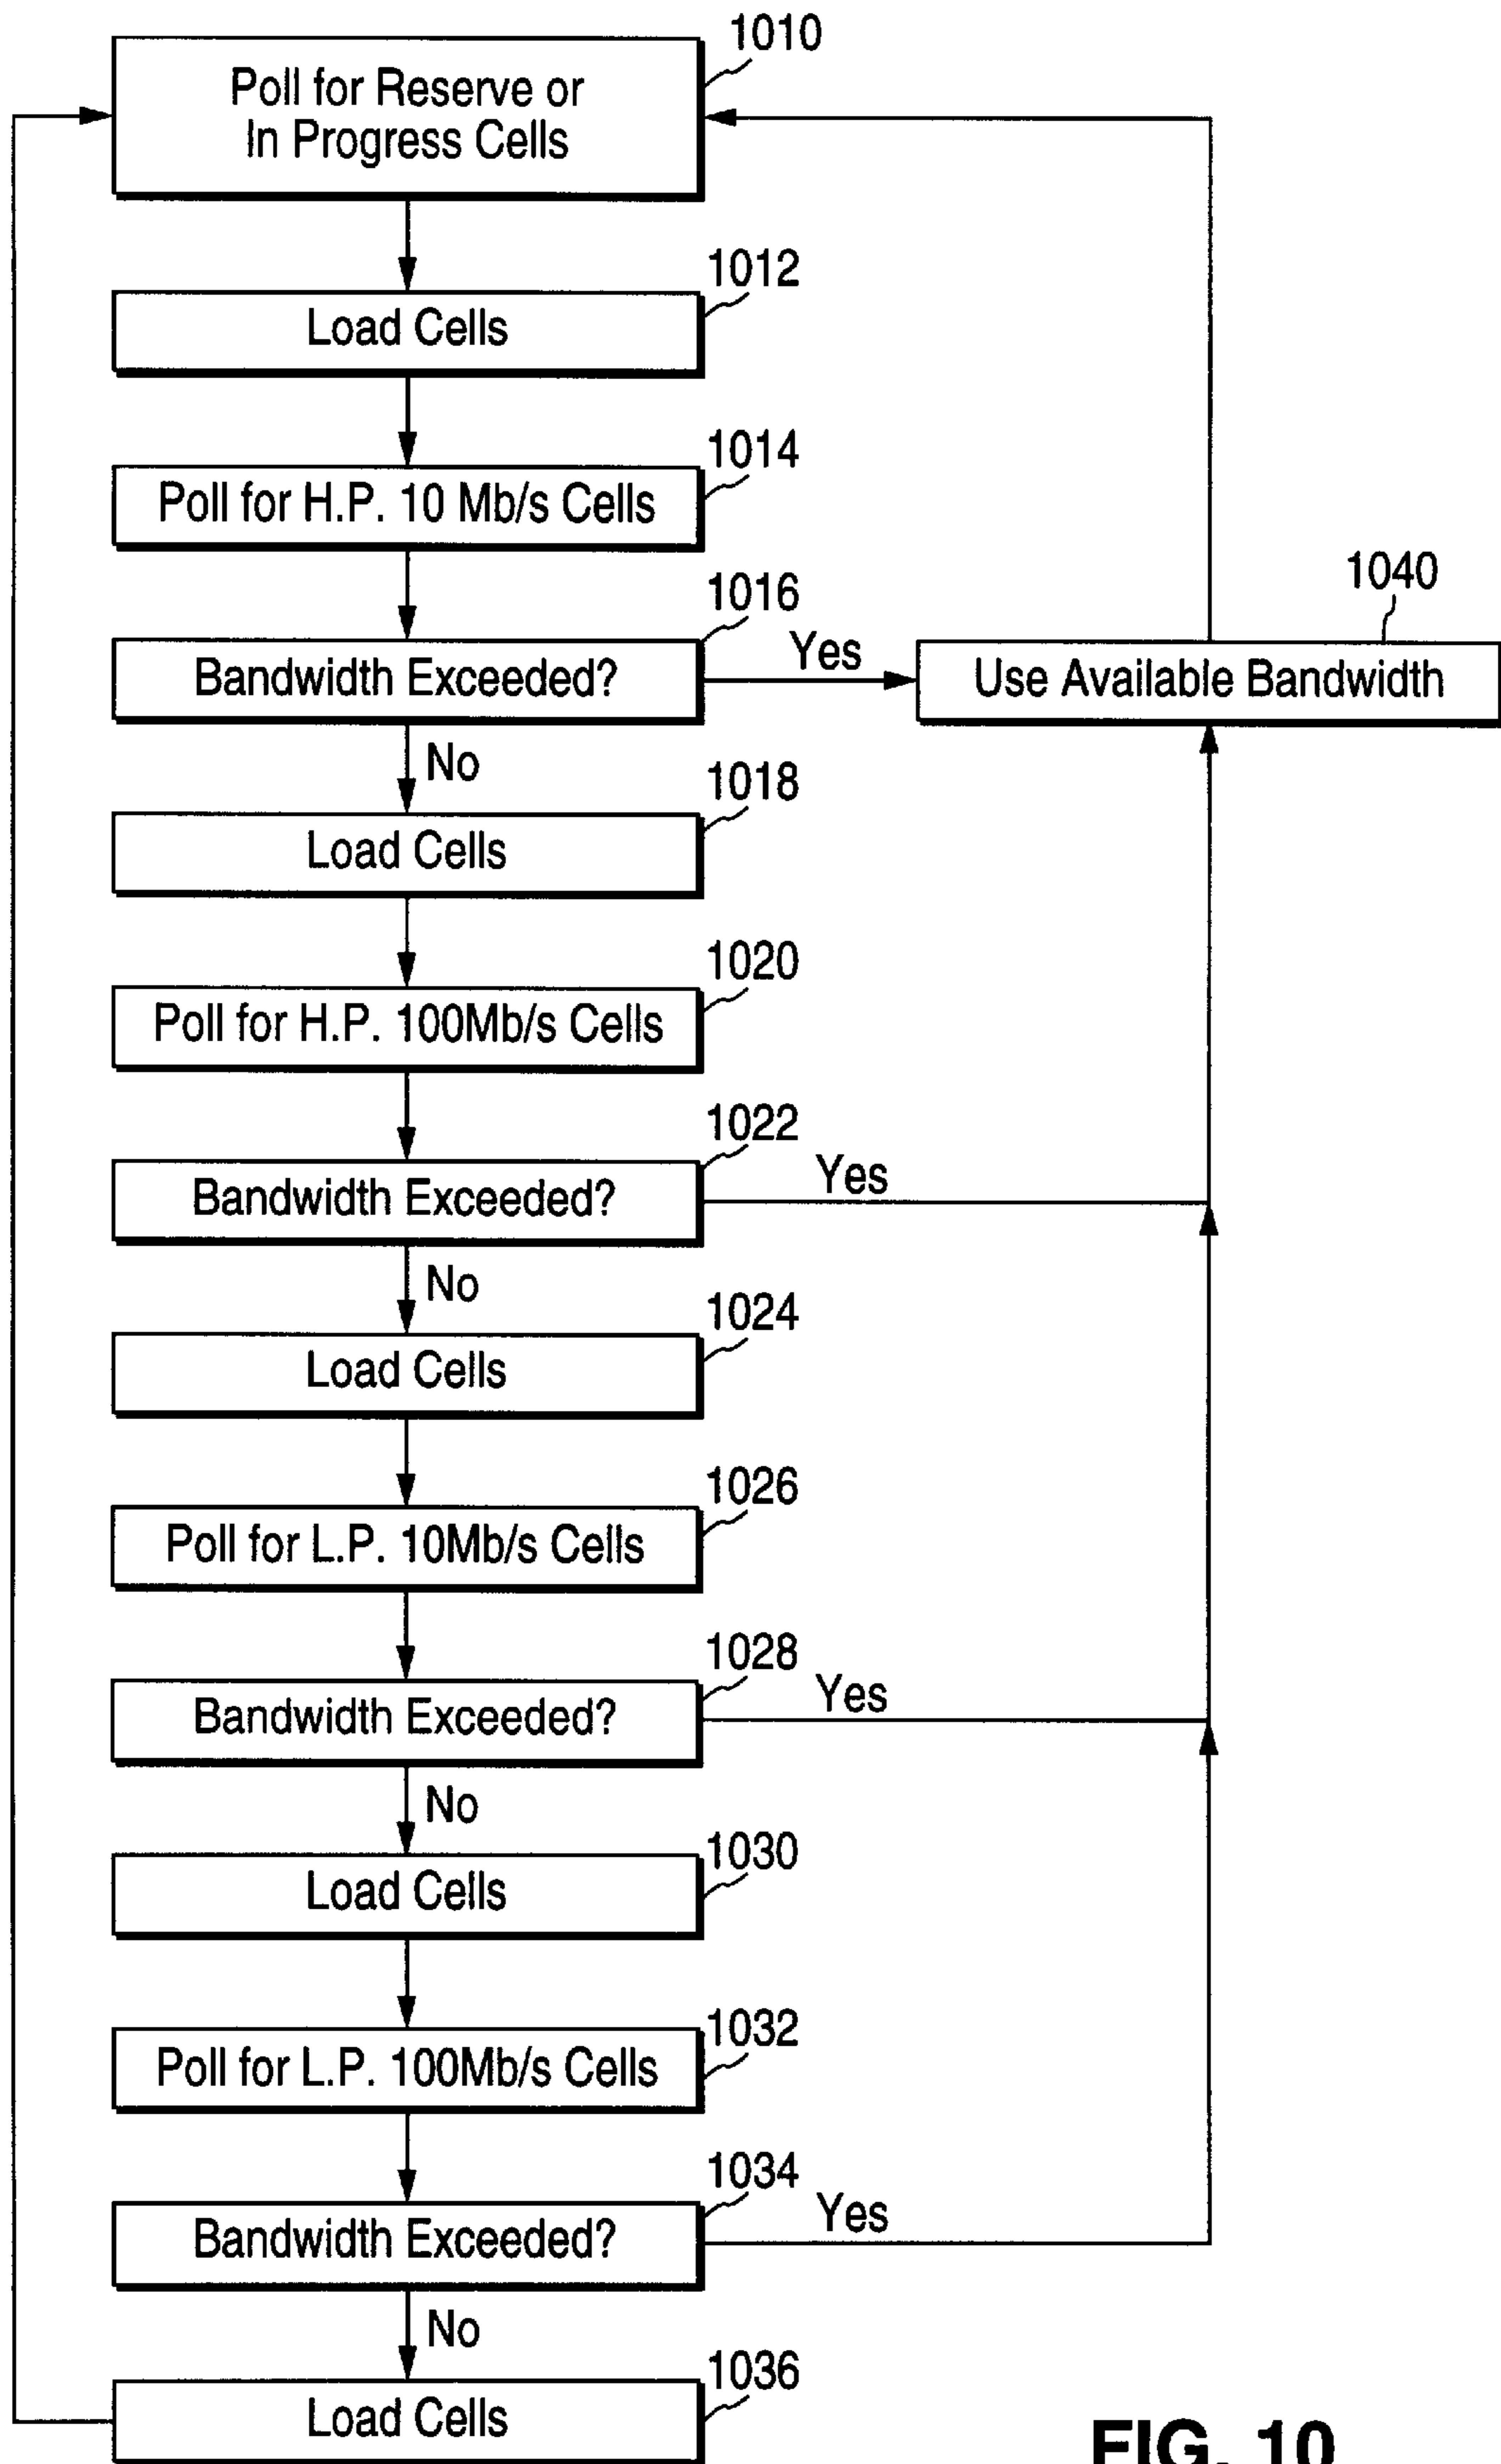 1010
Poll for Reserve or
In Progress Cells
1012
Load Cells
1014
Poll for H.P. 10 Mb/s Cells
1016
Bandwidth Exceeded?
Yes
1040
Use Available Bandwidth
No
1018
Load Cells
1020
Poll for H.P. 100Mb/s Cells
1022
Bandwidth Exceeded?
Yes
No
1024
Load Cells
1026
Poll for L.P. 10Mb/s Cells
1028
Bandwidth Exceeded?
Yes
No
1030
Load Cells
1032
Poll for L.P. 100Mb/s Cells
1034
Bandwidth Exceeded?
Yes
No
1036
Load Cells
FIG. 10